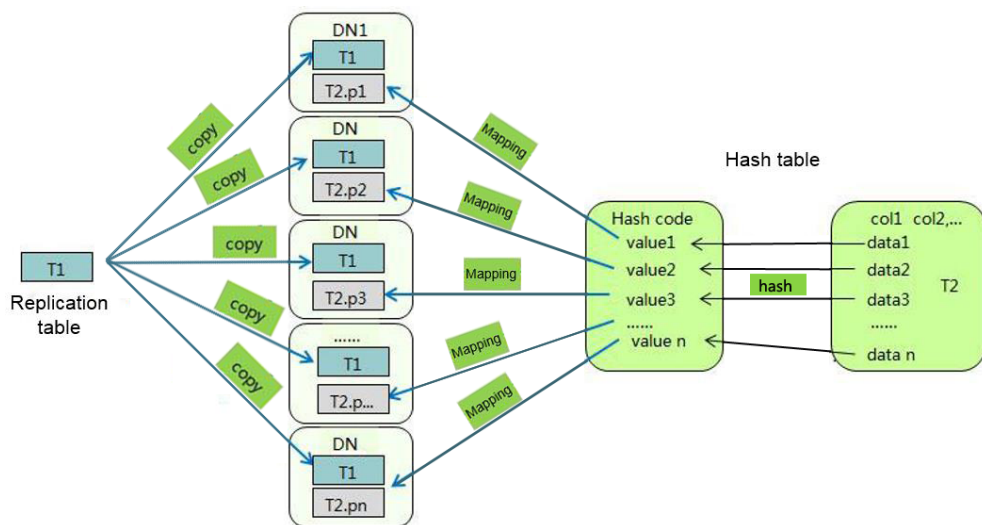 T1
Replication
table
copy
copy
copy
copy
copy
DN1
T1
T2.p1
DN
T1
T2.p2
DN
T1
T2.p3
......
T1
T2.p...
DN
T1
T2.pn
Mapping
Mapping
Mapping
Mapping
Mapping
Hash table
Hash code
value1
value2
value3
......
value n
hash
col1 col2,...
data1
data2
data3
T2
......
data n